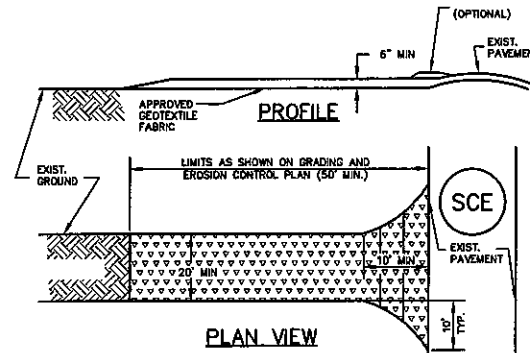 (OPTIONAL)
6" MIN
EXIST.
PAVEMEN
APPROVED
GEOTEXTILE
FABRIC
PROFILE
EXIST.
GROUND
LIMITS AS SHOWN ON GRADING AND
EROSION CONTROL PLAN (50' MIN.)
SCE
EXIST.
PAVEMENT
20' MIN
10' MIN
10'
TYP.
PLAN VIEW